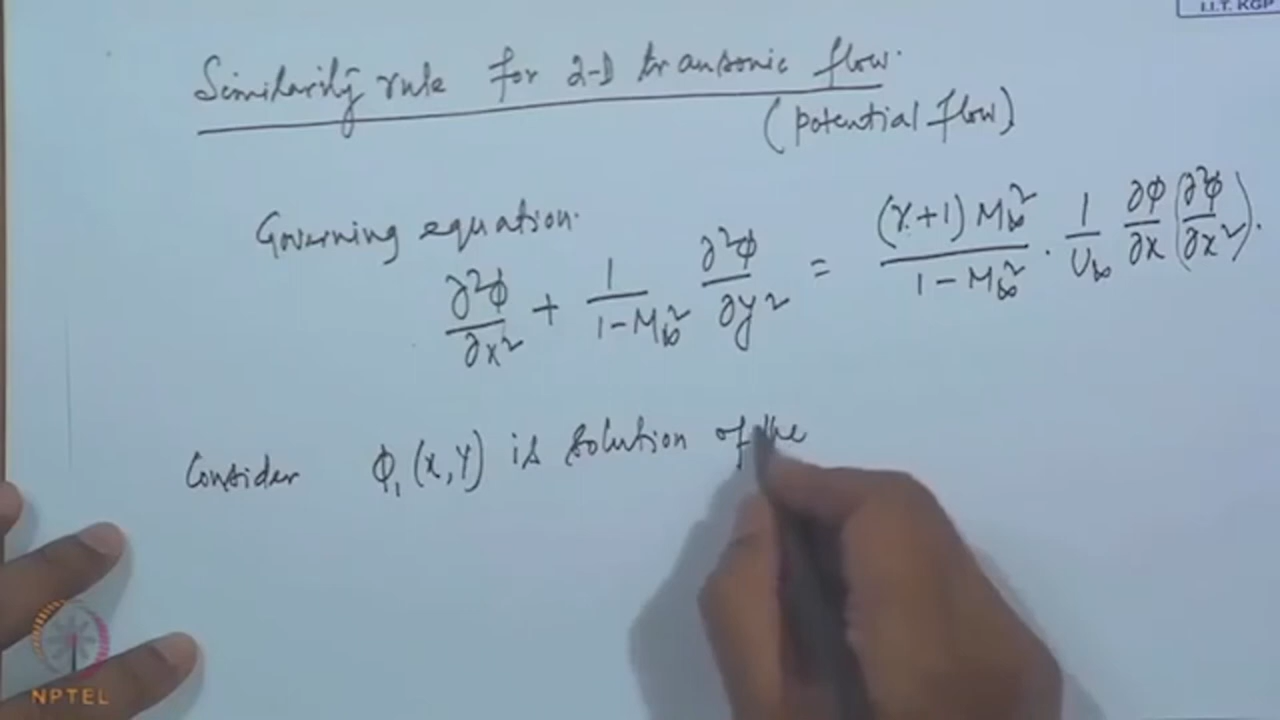 I.I.T. KGP
Similarity rule for 2-D transonic flow.
(potential flow)
Governing equation.
∂²φ/∂x² + 1/(1-M∞²) ∂²φ/∂y² = (γ+1)M∞²/(1-M∞²) · 1/U∞ ∂φ/∂x (∂²φ/∂x²).
Consider φ₁(x,y) is solution of the
NPTEL